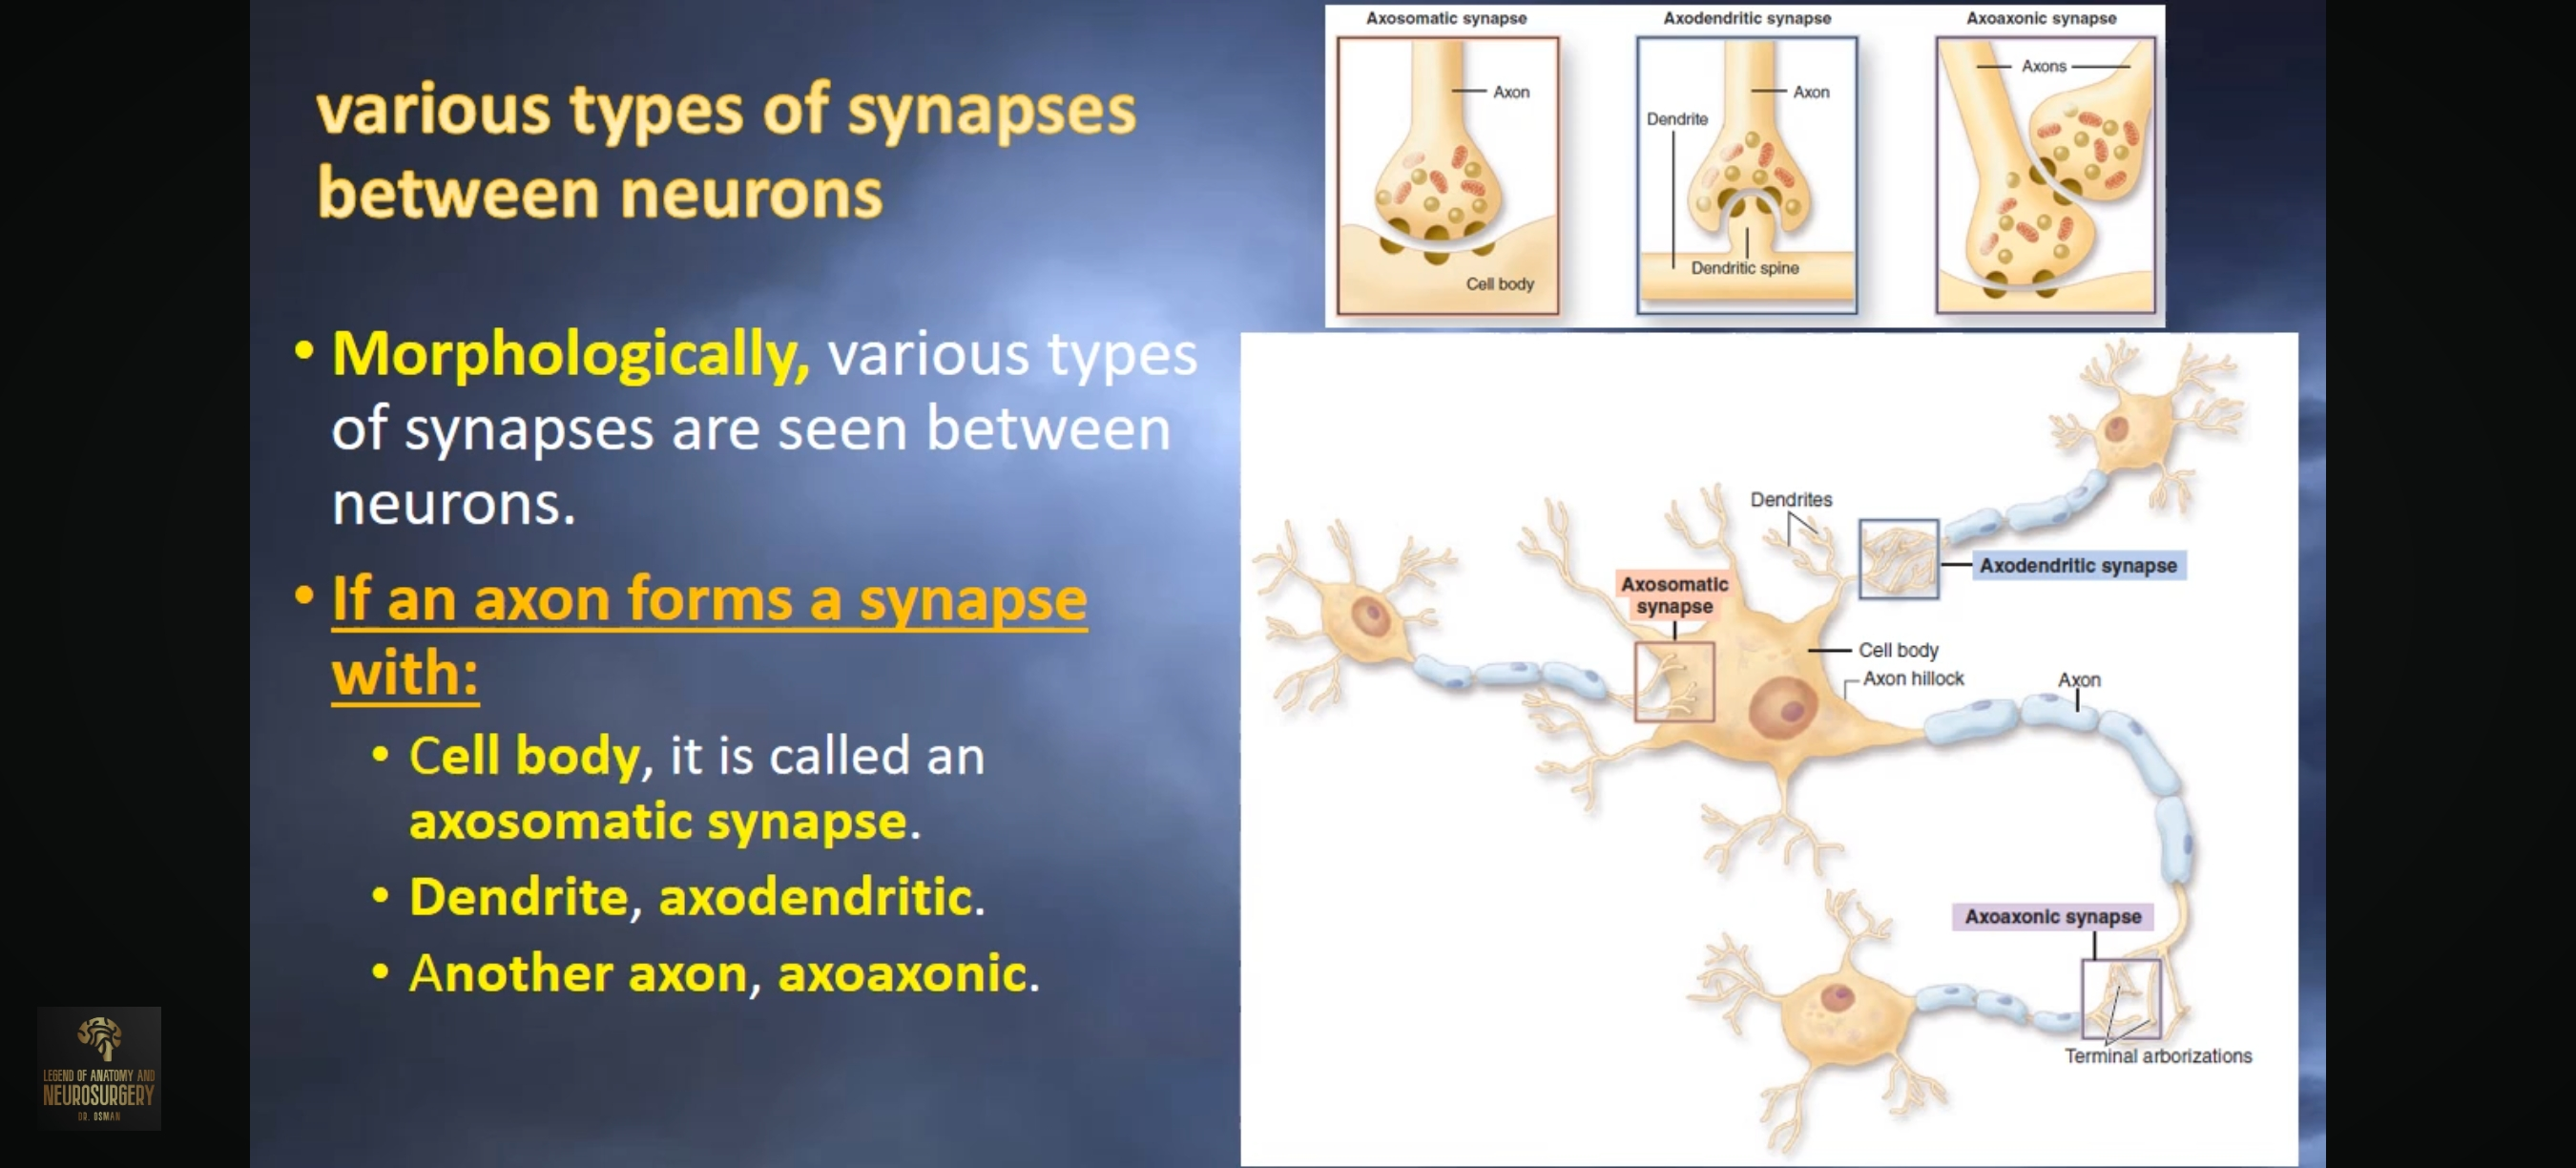 various types of synapses
between neurons
• Morphologically, various types
of synapses are seen between
neurons.
• If an axon forms a synapse
with:
• Cell body, it is called an
axosomatic synapse.
• Dendrite, axodendritic.
• Another axon, axoaxonic.
Axosomatic synapse
Axon
Cell body
Axodendritic synapse
Axon
Dendrite
Dendritic spine
Axoaxonic synapse
Axons
Dendrites
Axodendritic synapse
Axosomatic
synapse
Cell body
Axon hillock
Axon
Axoaxonic synapse
Terminal arborizations
LEGEND OF ANATOMY AND
NEUROSURGERY
DR. OSMAN